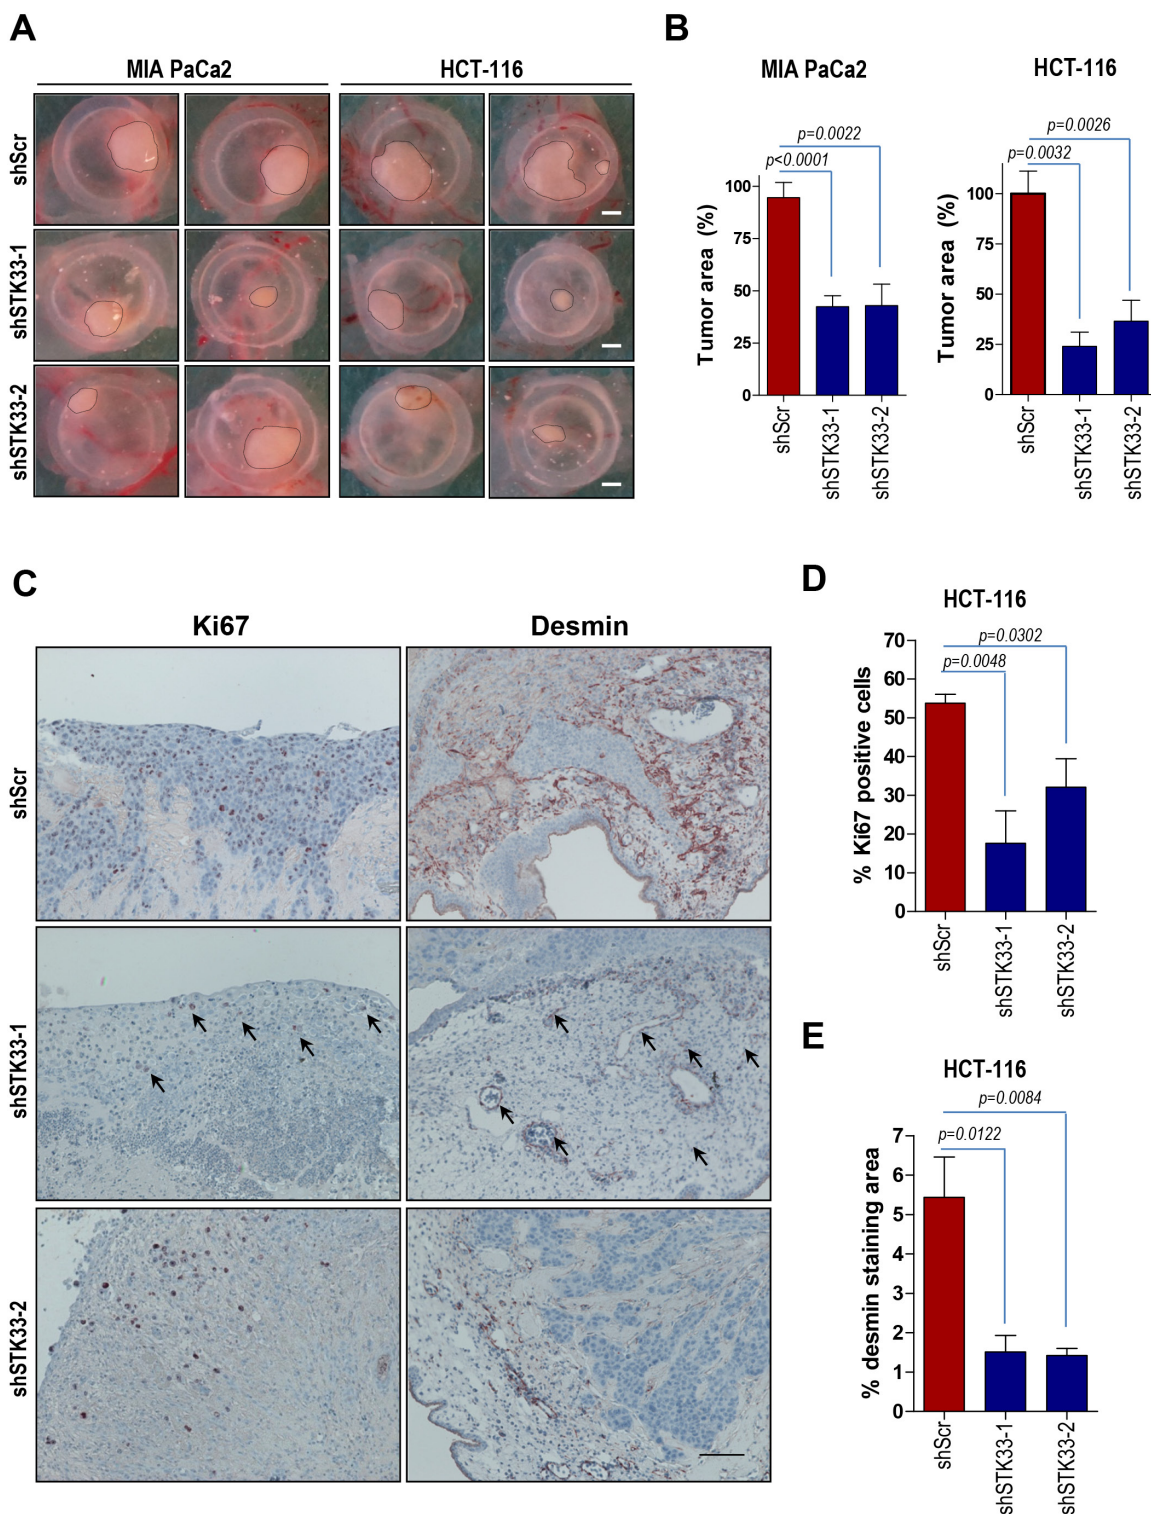 A
MIA PaCa2
HCT-116
shScr
shSTK33-1
shSTK33-2
B
MIA PaCa2
p=0.0022
p<0.0001
Tumor area (%)
100
75
50
25
0
shScr
shSTK33-1
shSTK33-2
HCT-116
p=0.0026
p=0.0032
Tumor area (%)
100
75
50
25
0
shScr
shSTK33-1
shSTK33-2
C
Ki67
Desmin
shScr
shSTK33-1
shSTK33-2
D
HCT-116
p=0.0302
p=0.0048
% Ki67 positive cells
70
60
50
40
30
20
10
0
shScr
shSTK33-1
shSTK33-2
E
HCT-116
p=0.0084
p=0.0122
% desmin staining area
7
6
5
4
3
2
1
0
shScr
shSTK33-1
shSTK33-2